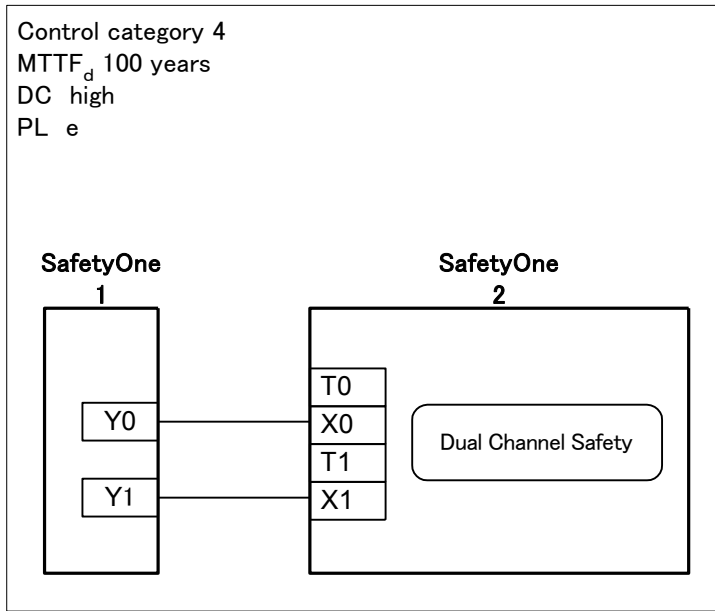 Control category 4
MTTFd 100 years
DC high
PL e
SafetyOne
1
SafetyOne
2
T0
Y0
X0
Dual Channel Safety
T1
Y1
X1